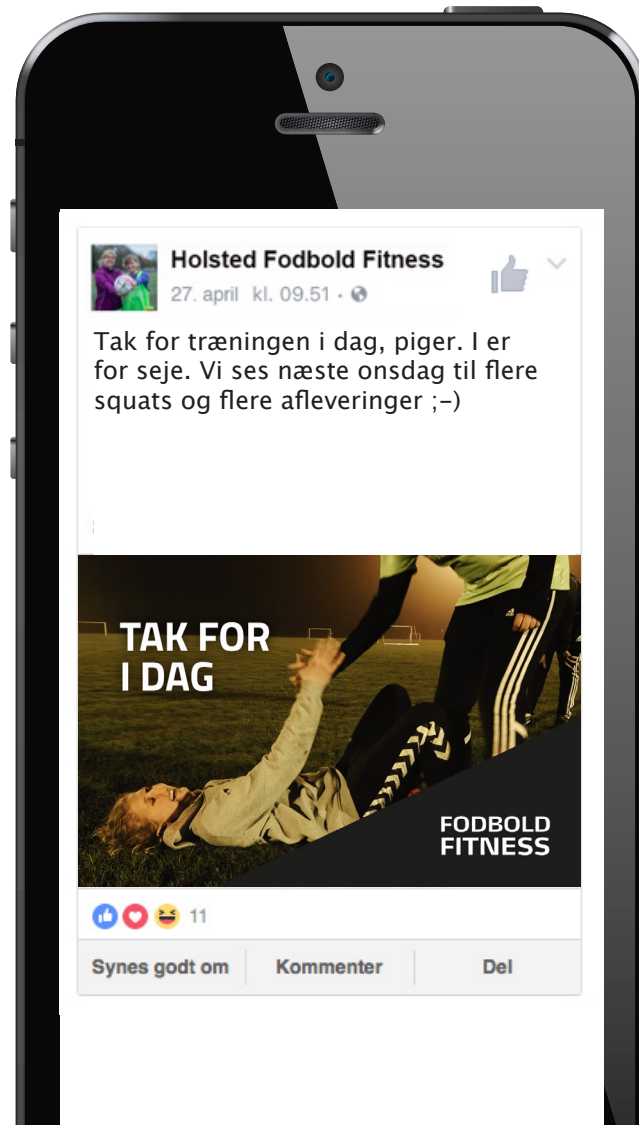 Holsted Fodbold Fitness
27. april kl. 09.51 ·
Tak for træningen i dag, piger. I er
for seje. Vi ses næste onsdag til flere
squats og flere afleveringer ;-)
TAK FOR
I DAG
FODBOLD
FITNESS
11
Synes godt om Kommenter Del